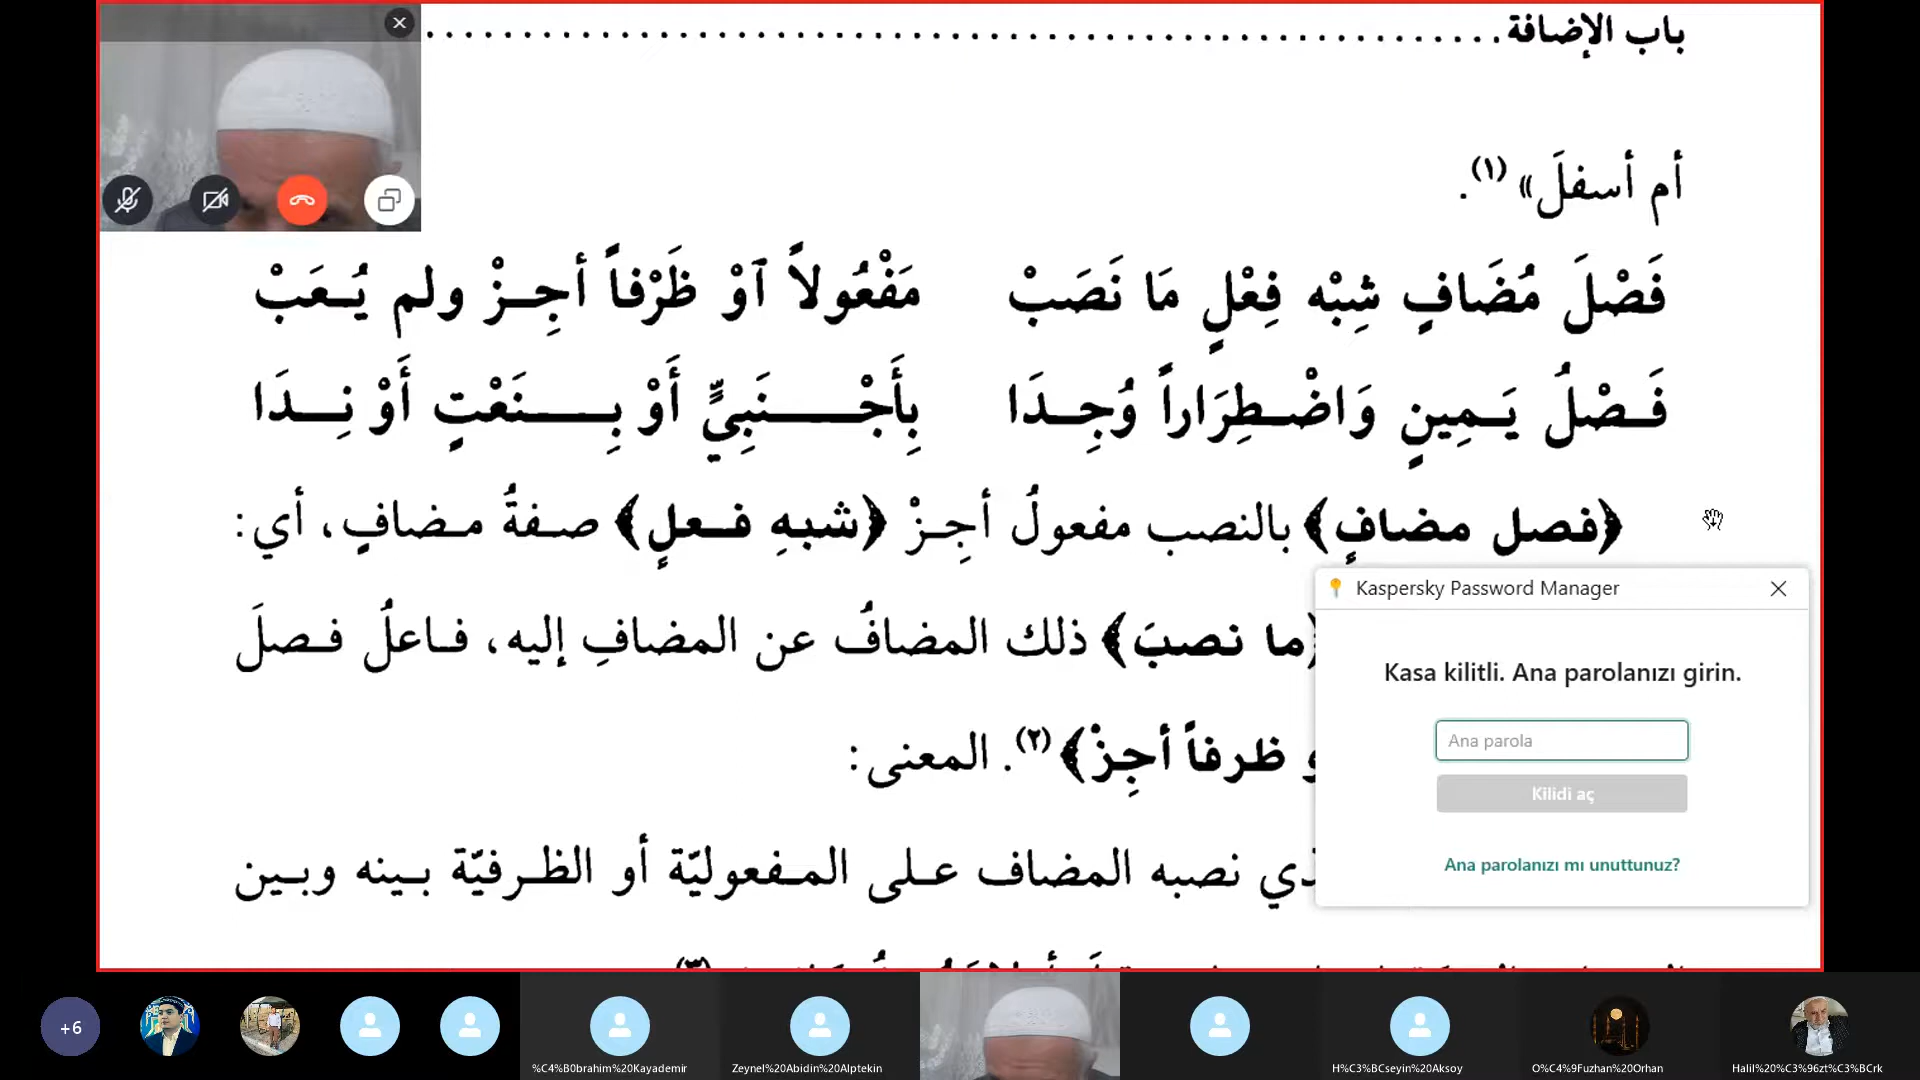 باب الإضافة
أم أسفلَ» (١).
فَصْلَ مُضَافٍ شِبْه فِعْلٍ مَا نَصَبْ مَفْعُولاً ٱوْ ظَرْفاً أجِزْ ولم يُعَبْ
فَصْلُ يَمِينٍ وَاضْطِرَاراً وُجِدَا بِأَجْنَبِيٍّ أَوْ بِنَعْتٍ أَوْ نِدَا
﴿فصل مضافٍ﴾ بالنصب مفعولُ أجِزْ ﴿شبهِ فعلٍ﴾ صفةُ مضافٍ، أي:
﴿ما نصبَ﴾ ذلك المضافُ عن المضافِ إليه، فاعلُ فصلَ
و ظرفاً أجِزْ﴾ (٢). المعنى:
نصبه المضاف على المفعوليّة أو الظرفيّة بينه وبين
Kaspersky Password Manager
Kasa kilitli. Ana parolanızı girin.
Ana parola
Kilidi aç
Ana parolanızı mı unuttunuz?
+6
%C4%B0brahim%20Kayademir
Zeynel%20Abidin%20Alptekin
H%C3%BCseyin%20Aksoy
O%C4%9Fuzhan%20Orhan
Halil%20%C3%96zt%C3%BCrk